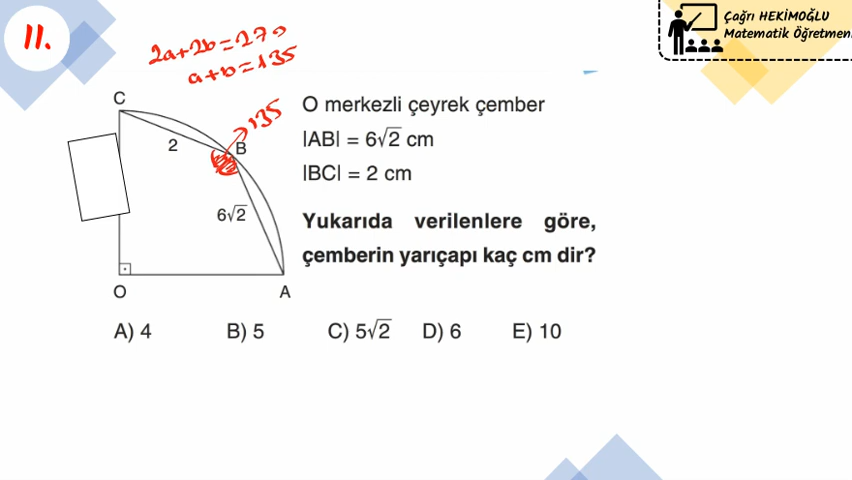 11.
Çağrı HEKİMOĞLU
Matematik Öğretmeni
2a+2b=270
a+b=135
135
C
O merkezli çeyrek çember
2
B
|AB| = 6√2 cm
|BC| = 2 cm
6√2
Yukarıda verilenlere göre,
çemberin yarıçapı kaç cm dir?
O
A
A) 4 B) 5 C) 5√2 D) 6 E) 10